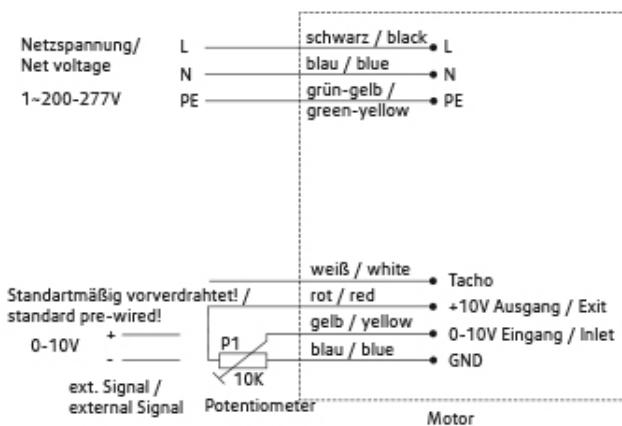 Netzspannung/
Net voltage
1~200-277V
L
schwarz / black
L
N
blau / blue
N
PE
grün-gelb /
green-yellow
PE
weiß / white
Tacho
Standartmäßig vorverdrahtet! /
standard pre-wired!
rot / red
+10V Ausgang / Exit
gelb / yellow
0-10V Eingang / Inlet
0-10V
+
-
P1
blau / blue
GND
10K
ext. Signal /
external Signal
Potentiometer
Motor